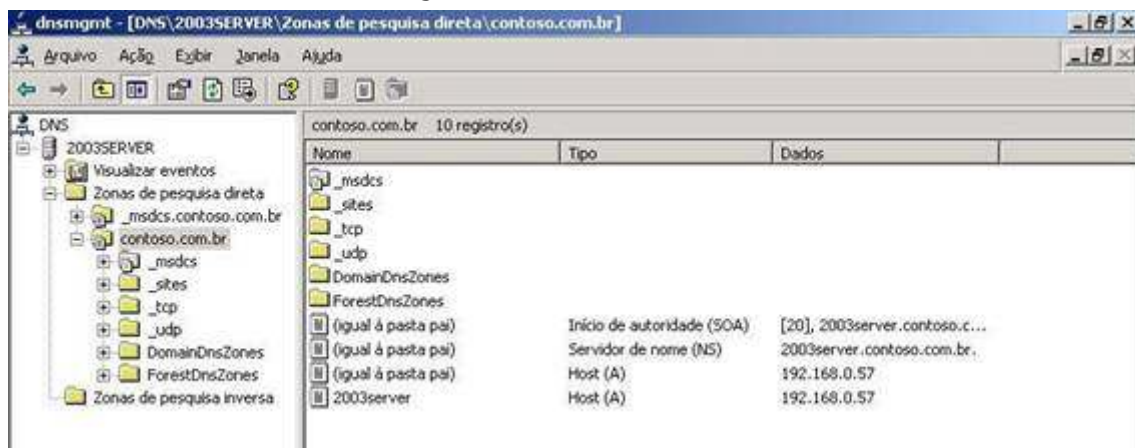 dnsmgmt - [DNS\2003SERVER\Zonas de pesquisa direta\contoso.com.br]
Arquivo Ação Exibir Janela Ajuda
DNS
2003SERVER
Visualizar eventos
Zonas de pesquisa direta
_msdcs.contoso.com.br
contoso.com.br
_msdcs
_sites
_tcp
_udp
DomainDnsZones
ForestDnsZones
Zonas de pesquisa inversa
contoso.com.br 10 registro(s)
Nome Tipo Dados
_msdcs
_sites
_tcp
_udp
DomainDnsZones
ForestDnsZones
(igual à pasta pai) Início de autoridade (SOA) [20], 2003server.contoso.c...
(igual à pasta pai) Servidor de nome (NS) 2003server.contoso.com.br.
(igual à pasta pai) Host (A) 192.168.0.57
2003server Host (A) 192.168.0.57